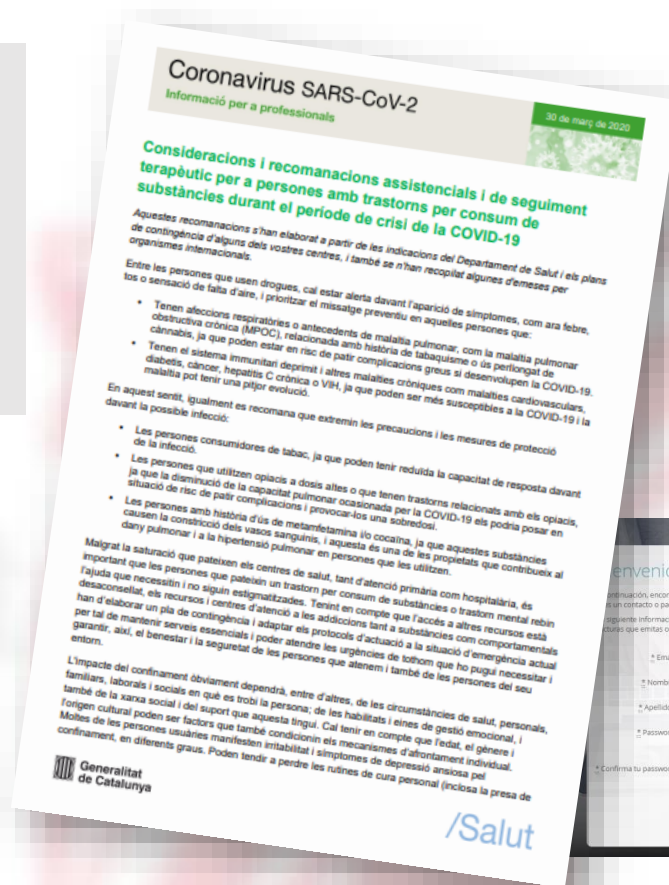 Coronavirus SARS-CoV-2
Informació per a professionals
30 de març de 2020
Consideracions i recomanacions assistencials i de seguiment
terapèutic per a persones amb trastorns per consum de
substàncies durant el període de crisi de la COVID-19
Aquestes recomanacions s'han elaborat a partir de les indicacions del Departament de Salut i els plans
de contingència d'alguns dels vostres centres, i també se n'han recopilat algunes d'emeses per
organismes internacionals.
Entre les persones que usen drogues, cal estar alerta davant l'aparició de símptomes, com ara febre,
tos o sensació de falta d'aire, i prioritzar el missatge preventiu en aquelles persones que:
• Tenen afeccions respiratòries o antecedents de malaltia pulmonar, com la malaltia pulmonar
obstructiva crònica (MPOC), relacionada amb història de tabaquisme o ús perllongat de
cànnabis, ja que poden estar en risc de patir complicacions greus si desenvolupen la COVID-19.
• Tenen el sistema immunitari deprimit i altres malalties cròniques com malalties cardiovasculars,
diabetis, càncer, hepatitis C crònica o VIH, ja que poden ser més susceptibles a la COVID-19 i la
malaltia pot tenir una pitjor evolució.
En aquest sentit, igualment es recomana que extremin les precaucions i les mesures de protecció
davant la possible infecció:
• Les persones consumidores de tabac, ja que poden tenir reduïda la capacitat de resposta davant
de la infecció.
• Les persones que utilitzen opiacis a dosis altes o que tenen trastorns relacionats amb els opiacis,
ja que la disminució de la capacitat pulmonar ocasionada per la COVID-19 els podria posar en
situació de risc de patir complicacions i provocar-los una sobredosi.
• Les persones amb història d'ús de metamfetamina i/o cocaïna, ja que aquestes substàncies
causen la constricció dels vasos sanguinis, i aquesta és una de les propietats que contribueix al
dany pulmonar i a la hipertensió pulmonar en persones que les utilitzen.
Malgrat la saturació que pateixen els centres de salut, tant d'atenció primària com hospitalària, és
important que les persones que pateixin un trastorn per consum de substàncies o trastorn mental rebin
l'ajuda que necessitin i no siguin estigmatitzades. Tenint en compte que l'accés a altres recursos està
desaconsellat, els recursos i centres d'atenció a les addiccions tant a substàncies com comportamentals
han d'elaborar un pla de contingència i adaptar els protocols d'actuació a la situació d'emergència actual
per tal de mantenir serveis essencials i poder atendre les urgències de tothom que ho pugui necessitar i
garantir, així, el benestar i la seguretat de les persones que atenem i també de les persones del seu
entorn.
L'impacte del confinament òbviament dependrà, entre d'altres, de les circumstàncies de salut, personals,
familiars, laborals i socials en què es trobi la persona; de les habilitats i eines de gestió emocional, i
també de la xarxa social i del suport que aquesta tingui. Cal tenir en compte que l'edat, el gènere i
l'origen cultural poden ser factors que també condicionin els mecanismes d'afrontament individual.
Moltes de les persones usuàries manifesten irritabilitat i símptomes de depressió ansiosa pel
confinament, en diferents graus. Poden tendir a perdre les rutines de cura personal (inclosa la presa de
Generalitat
de Catalunya
/Salut
un contacto o pa
siguiente informac
cturas que emitas o
* Ema
* Nombr
* Apellido
* Passwo
* Confirma tu passwor